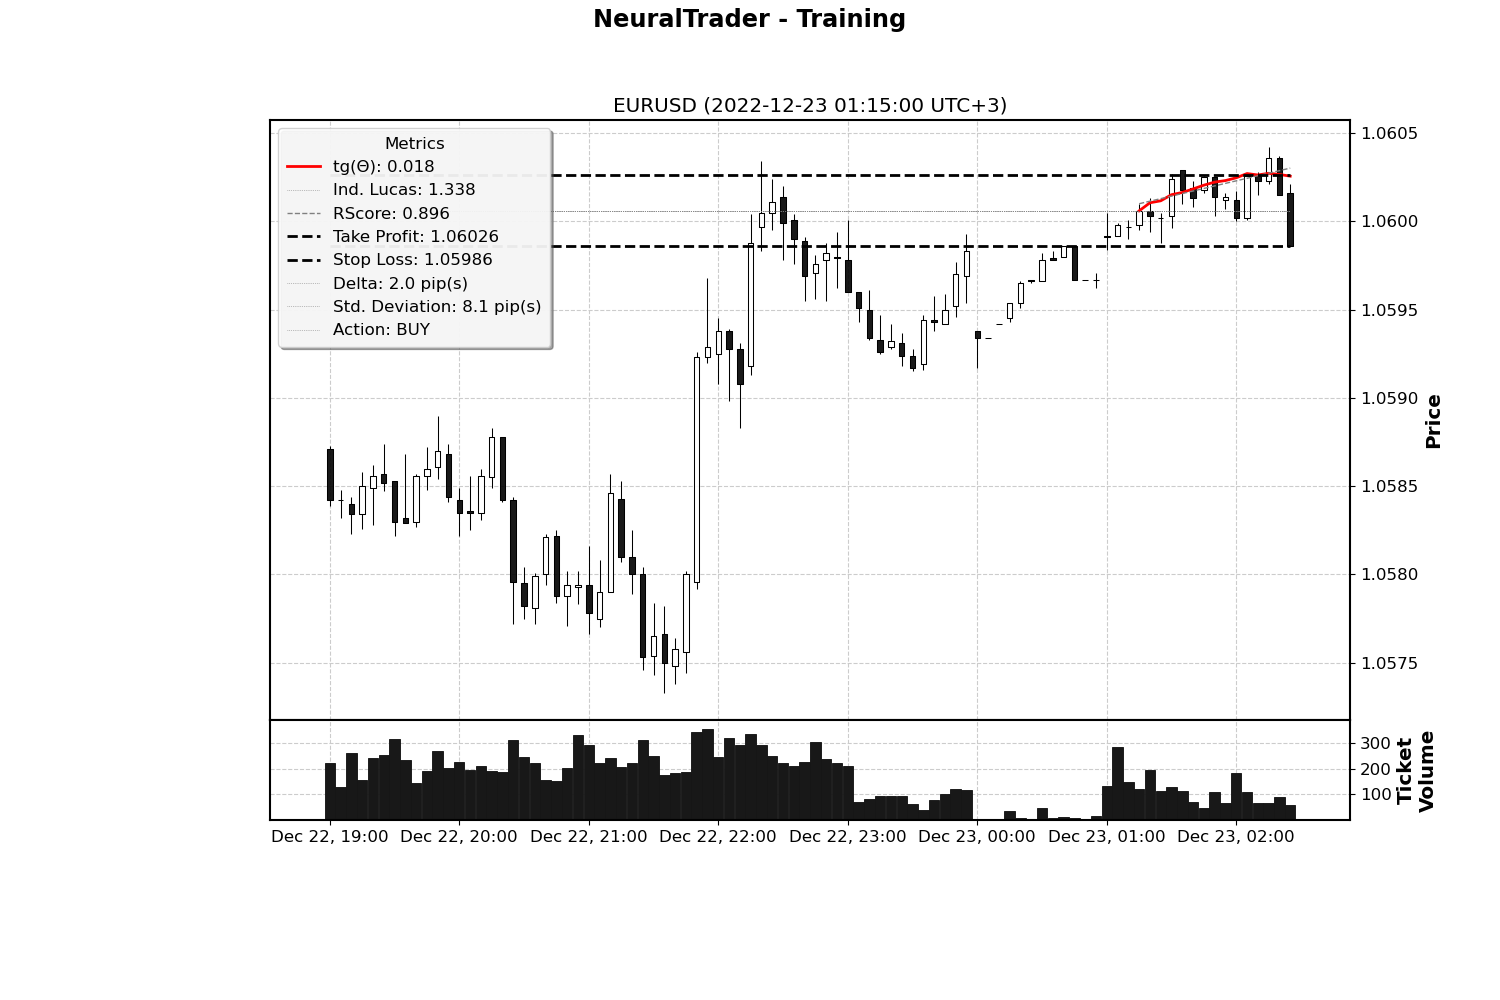 NeuralTrader - Training
EURUSD (2022-12-23 01:15:00 UTC+3)
Metrics
tg(Θ): 0.018
Ind. Lucas: 1.338
RScore: 0.896
Take Profit: 1.06026
Stop Loss: 1.05986
Delta: 2.0 pip(s)
Std. Deviation: 8.1 pip(s)
Action: BUY
1.0605
1.0600
1.0595
1.0590
1.0585
1.0580
1.0575
Price
300
200
100
Ticket
Volume
Dec 22, 19:00 Dec 22, 20:00 Dec 22, 21:00 Dec 22, 22:00 Dec 22, 23:00 Dec 23, 00:00 Dec 23, 01:00 Dec 23, 02:00